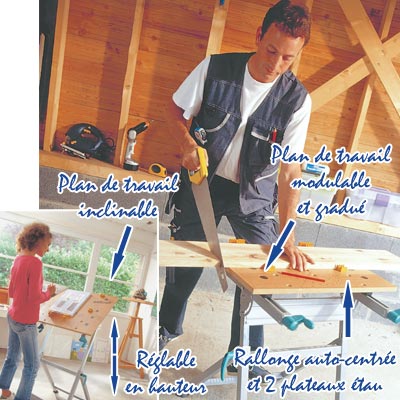 Plan de travail
inclinable
Plan de travail
modulable
et gradué
Réglable
en hauteur
Rallonge auto-centrée
et 2 plateaux étau